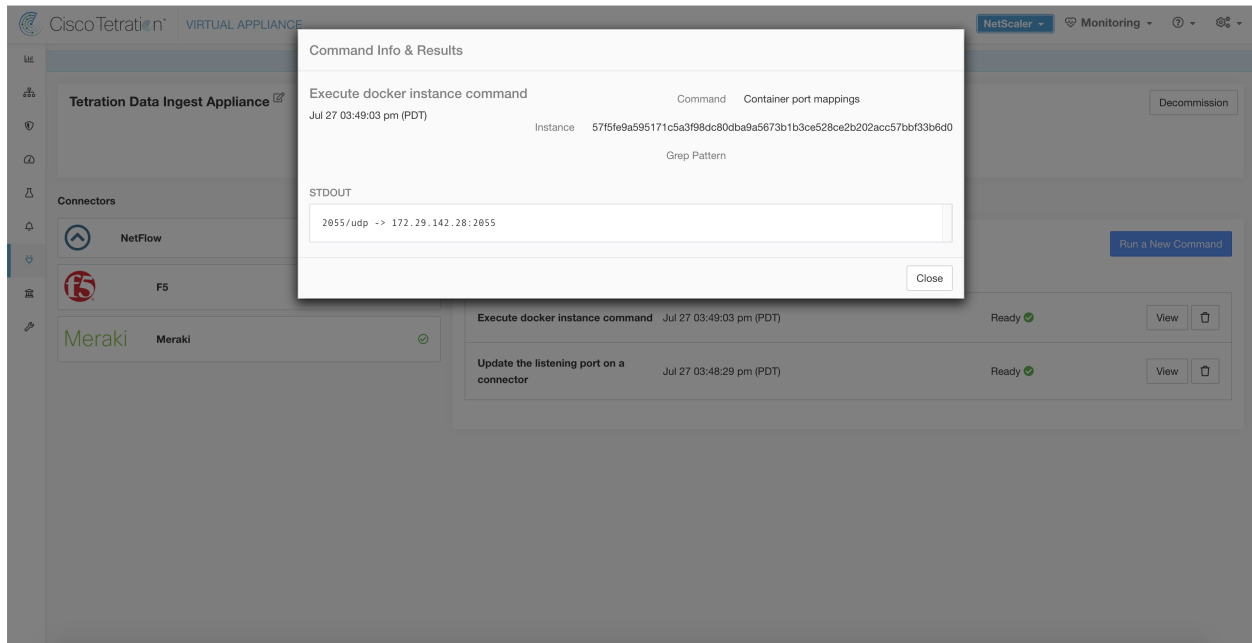 Cisco Tetration
VIRTUAL APPLIANCE
NetScaler
Monitoring
Tetration Data Ingest Appliance
Decommission
Command Info & Results
Execute docker instance command
Jul 27 03:49:03 pm (PDT)
Command Container port mappings
Instance 57f5fe9a595171c5a3f98dc80dba9a5673b1b3ce528ce2b202acc57bbf33b6d0
Grep Pattern
STDOUT
2055/udp -> 172.29.142.28:2055
Close
Connectors
NetFlow
F5
Meraki Meraki
Run a New Command
Execute docker instance command Jul 27 03:49:03 pm (PDT) Ready View
Update the listening port on a
connector
Jul 27 03:48:29 pm (PDT) Ready View